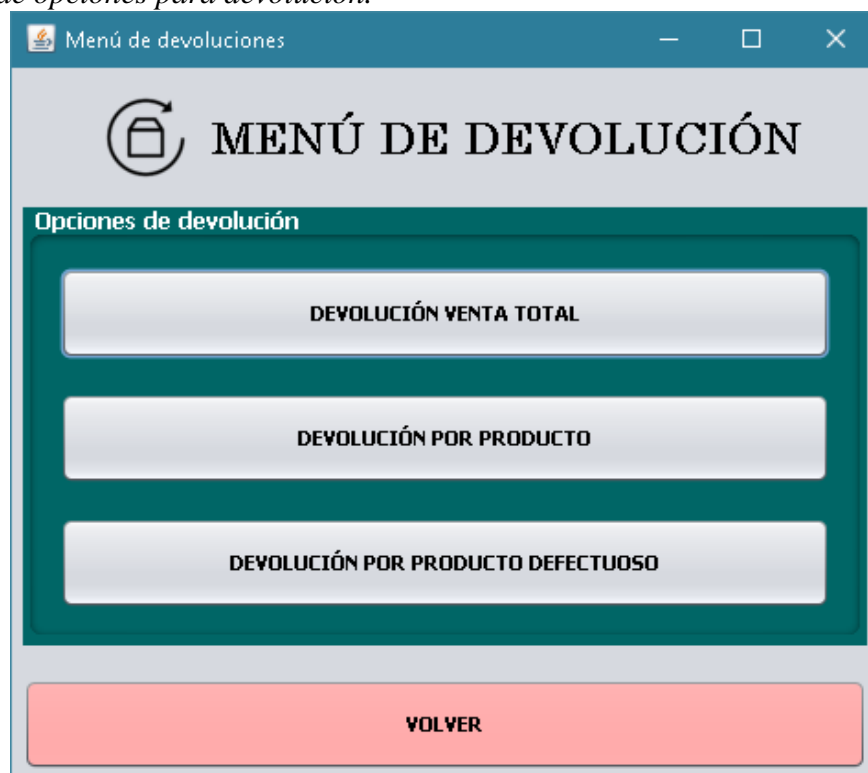 de opciones para devolución.
Menú de devoluciones
MENÚ DE DEVOLUCIÓN
Opciones de devolución
DEVOLUCIÓN VENTA TOTAL
DEVOLUCIÓN POR PRODUCTO
DEVOLUCIÓN POR PRODUCTO DEFECTUOSO
VOLVER